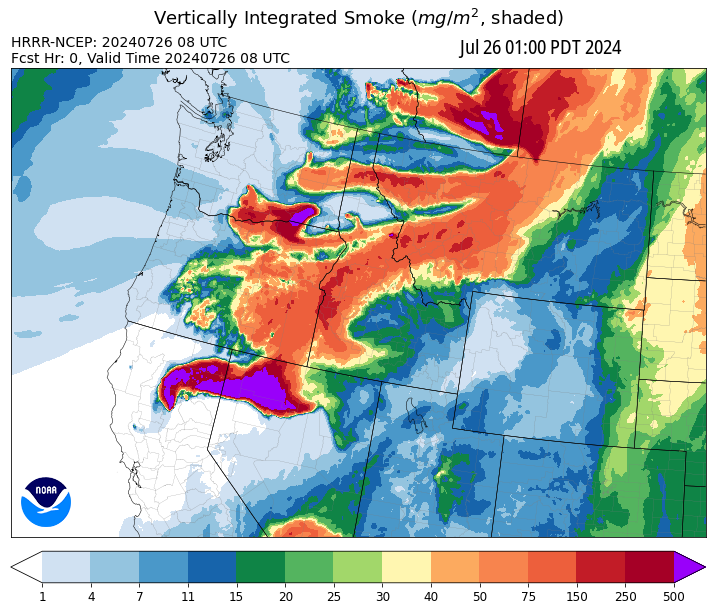 Vertically Integrated Smoke (mg/m², shaded)
HRRR-NCEP: 20240726 08 UTC
Jul 26 01:00 PDT 2024
Fcst Hr: 0, Valid Time 20240726 08 UTC
NOAA
1 4 7 11 15 20 25 30 40 50 75 150 250 500